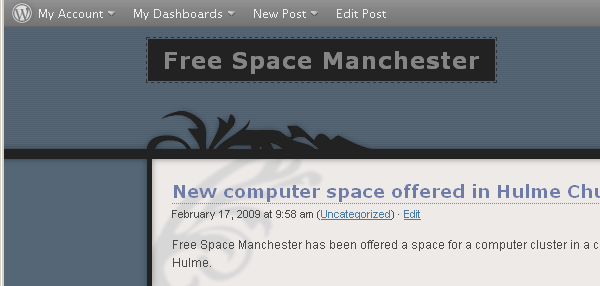 My Account My Dashboards New Post Edit Post
Free Space Manchester
New computer space offered in Hulme
February 17, 2009 at 9:58 am (Uncategorized) · Edit
Free Space Manchester has been offered a space for a computer cluster in a
Hulme.